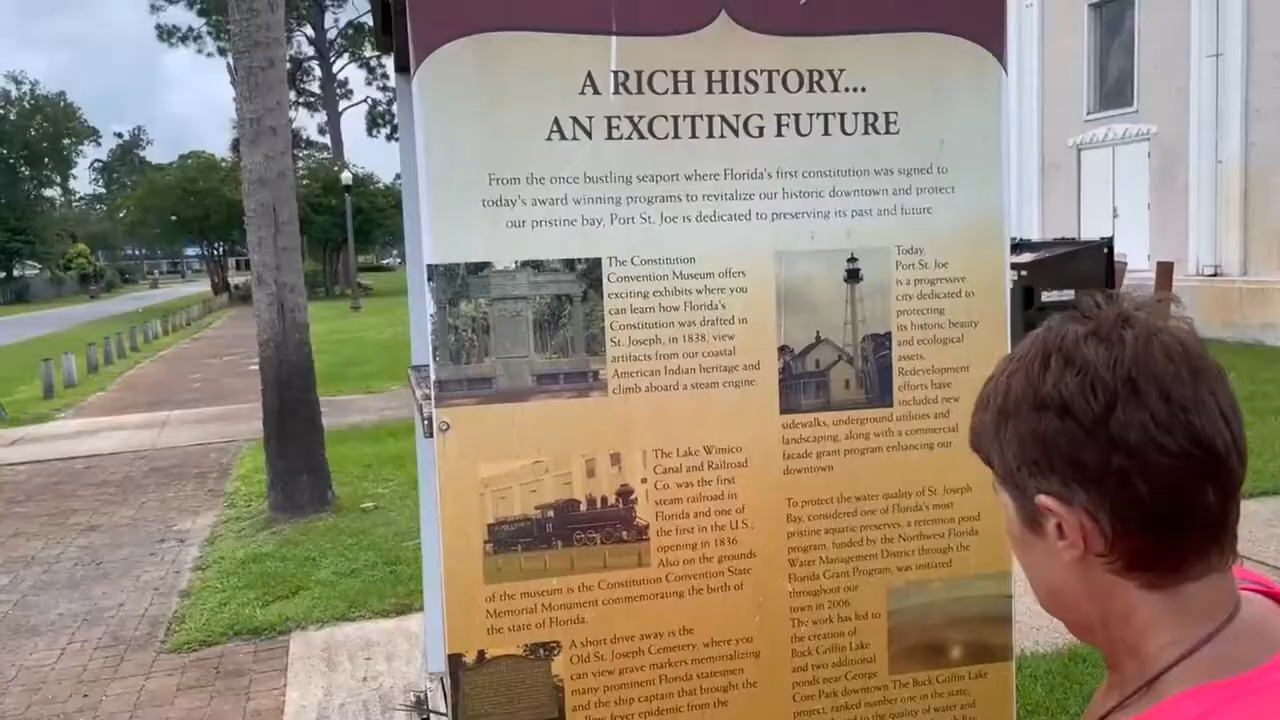 A RICH HISTORY...
AN EXCITING FUTURE
From the once bustling seaport where Florida's first constitution was signed to
today's award winning programs to revitalize our historic downtown and protect
our pristine bay, Port St. Joe is dedicated to preserving its past and future
The Constitution
Convention Museum offers
exciting exhibits where you
can learn how Florida's
Constitution was drafted in
St. Joseph, in 1838, view
artifacts from our coastal
American Indian heritage and
climb aboard a steam engine.
The Lake Wimico
Canal and Railroad
Co. was the first
steam railroad in
Florida and one of
the first in the U.S.,
opening in 1836.
Also on the grounds
of the museum is the Constitution Convention State
Memorial Monument commemorating the birth of
the state of Florida.
A short drive away is the
Old St. Joseph Cemetery, where you
can view grave markers memorializing
many prominent Florida statesmen
and the ship captain that brought the
fever epidemic from the
Today,
Port St. Joe
is a progressive
city dedicated to
protecting
its historic beauty
and ecological
assets.
Redevelopment
efforts have
included new
sidewalks, underground utilities and
landscaping, along with a commercial
facade grant program enhancing our
downtown
To protect the water quality of St. Joseph
Bay, considered one of Florida's most
pristine aquatic preserves, a retention pond
program, funded by the Northwest Florida
Water Management District through the
Florida Grant Program, was initiated
throughout our
town in 2006.
The work has led to
the creation of
Buck Griffin Lake
and two additional
ponds near George
Core Park downtown The Buck Griffin Lake
project, ranked number one in the state,
to the quality of water and